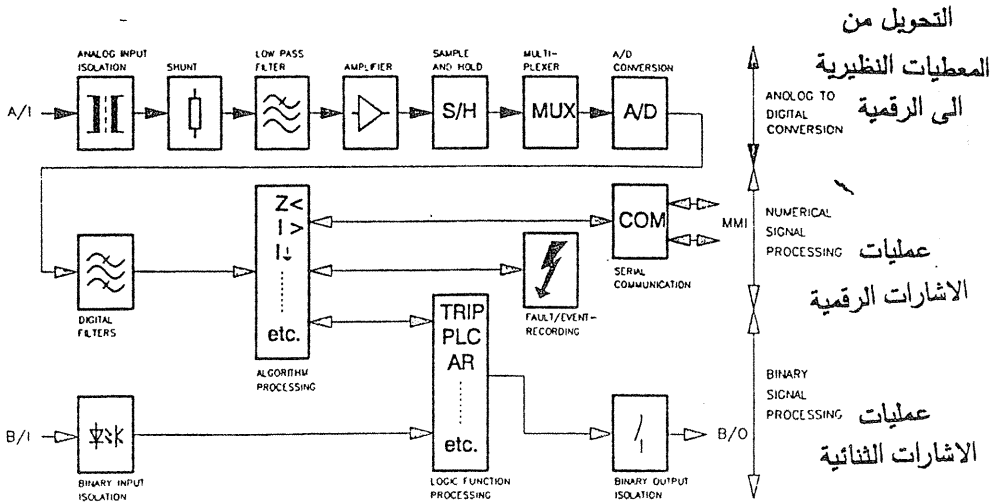 ANALOG INPUT
ISOLATION
SHUNT
LOW PASS
FILTER
AMPLIFIER
SAMPLE
AND HOLD
MULTI-
PLEXER
A/D
CONVERSION
A/I
S/H
MUX
A/D
التحويل من
المعطيات النظيرية
الى الرقمية
ANOLOG TO
DIGITAL
CONVERSION
Z<
I >
I↓
........
etc.
ALGORITHM
PROCESSING
DIGITAL
FILTERS
COM
SERIAL
COMMUNICATION
MMI
FAULT/EVENT-
RECORDING
NUMERICAL
SIGNAL
PROCESSING
عمليات
الاشارات الرقمية
TRIP
PLC
AR
........
etc.
LOGIC FUNCTION
PROCESSING
B/I
BINARY INPUT
ISOLATION
BINARY OUTPUT
ISOLATION
B/O
BINARY
SIGNAL
PROCESSING
عمليات
الاشارات الثنائية